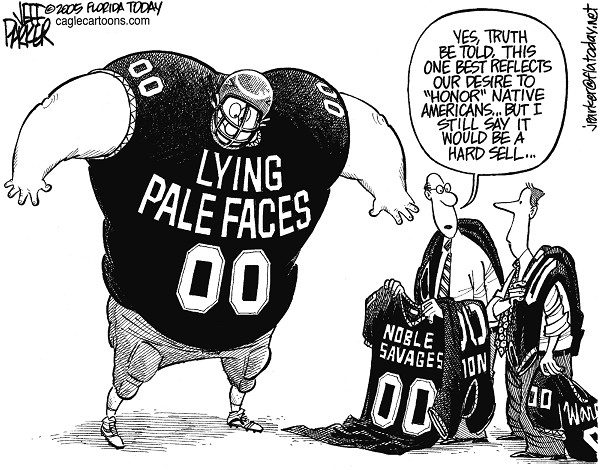 JEFF
PARKER
©2005 FLORIDA TODAY
caglecartoons.com
YES, TRUTH
BE TOLD, THIS
ONE BEST REFLECTS
OUR DESIRE TO
"HONOR" NATIVE
AMERICANS... BUT I
STILL SAY IT
WOULD BE A
HARD SELL...
jparker@flatoday.net
00
00
LYING
PALE FACES
00
NOBLE
SAVAGES
00
ION
00
War